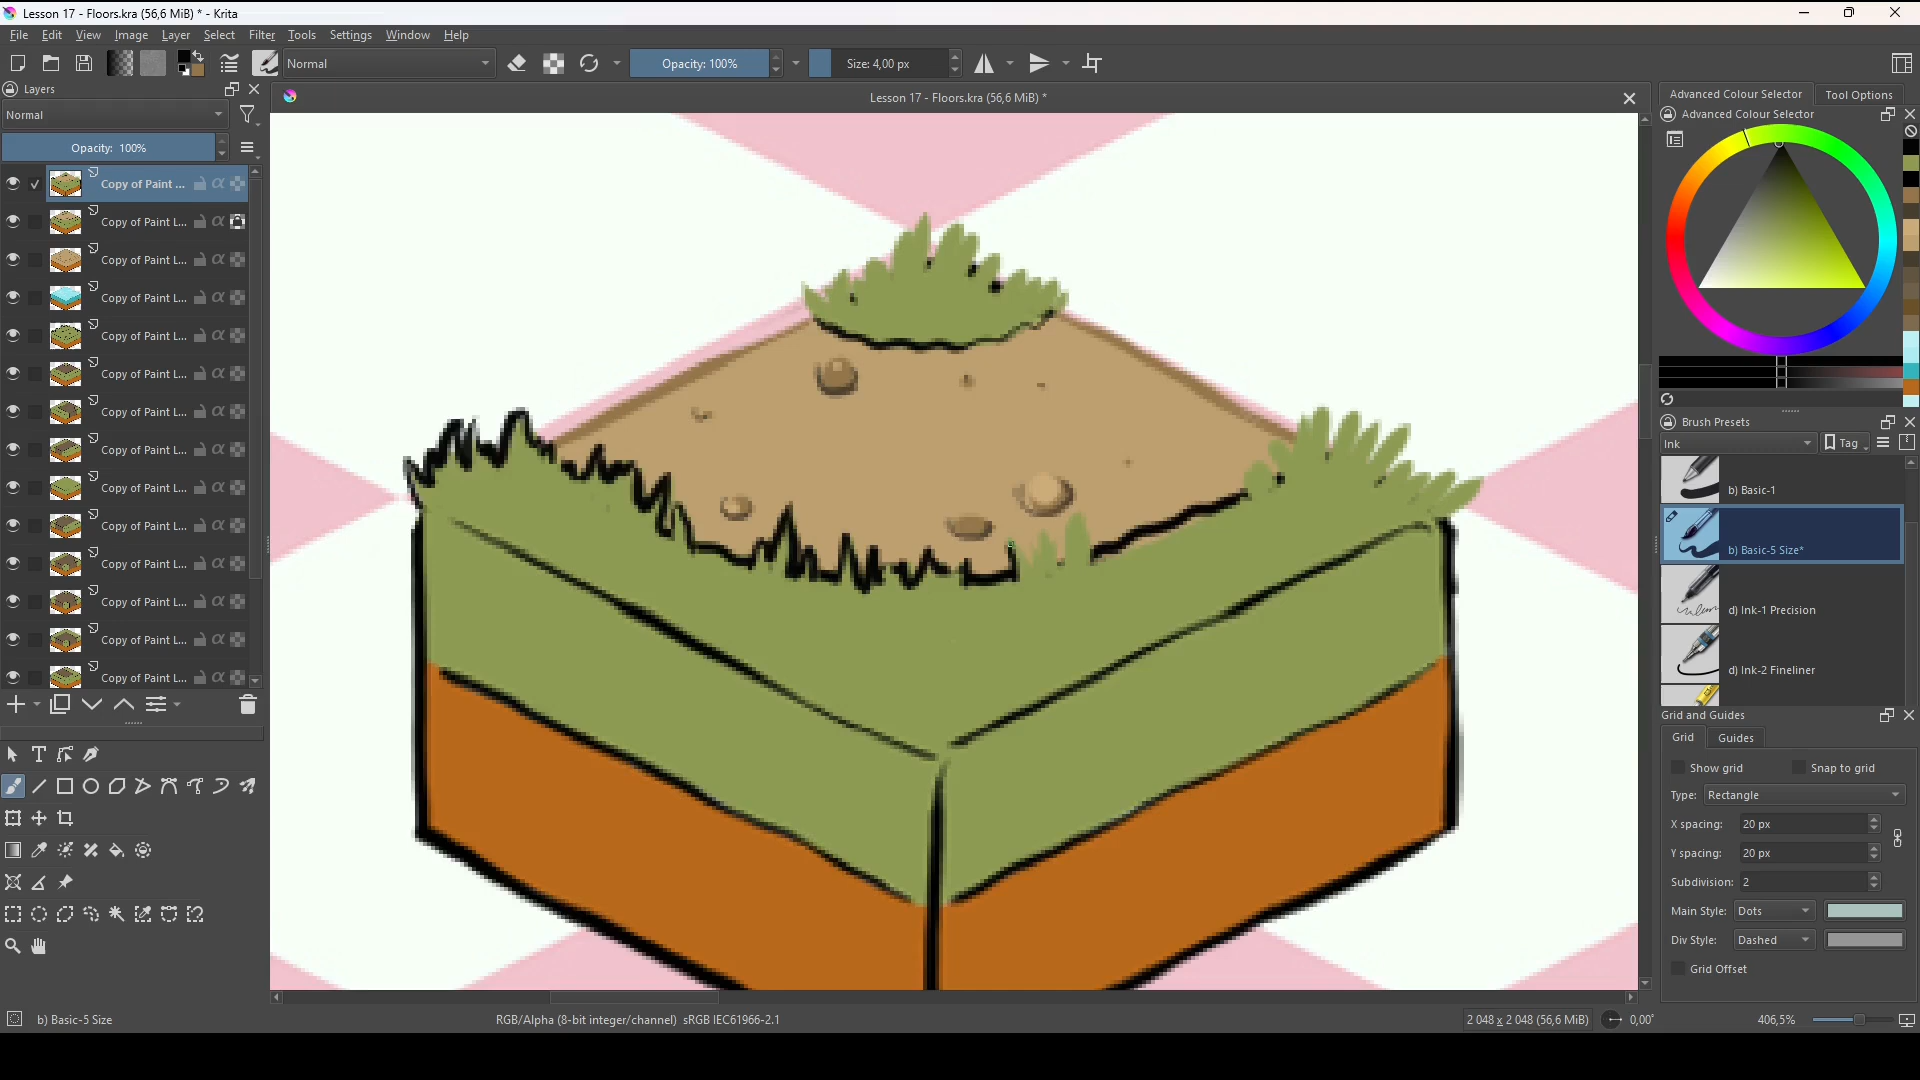 Lesson 17 - Floors.kra (56,6 MiB) * - Krita
File Edit View Image Layer Select Filter Tools Settings Window Help
Normal
Opacity: 100%
Size: 4,00 px
Layers
Lesson 17 - Floors.kra (56,6 MiB) *
Normal
Opacity: 100%
Copy of Paint ...
Copy of Paint L...
Copy of Paint L...
Copy of Paint L...
Copy of Paint L...
Copy of Paint L...
Copy of Paint L...
Copy of Paint L...
Copy of Paint L...
Copy of Paint L...
Copy of Paint L...
Copy of Paint L...
Copy of Paint L...
Copy of Paint L...
Advanced Colour Selector Tool Options
Advanced Colour Selector
Brush Presets
Ink
Tag
b) Basic-1
b) Basic-5 Size*
d) Ink-1 Precision
d) Ink-2 Fineliner
Grid and Guides
Grid Guides
Show grid Snap to grid
Type: Rectangle
X spacing: 20 px
Y spacing: 20 px
Subdivision: 2
Main Style: Dots
Div Style: Dashed
Grid Offset
b) Basic-5 Size
RGB/Alpha (8-bit integer/channel) sRGB IEC61966-2.1
2 048 x 2 048 (56,6 MiB)
0,00°
406,5%